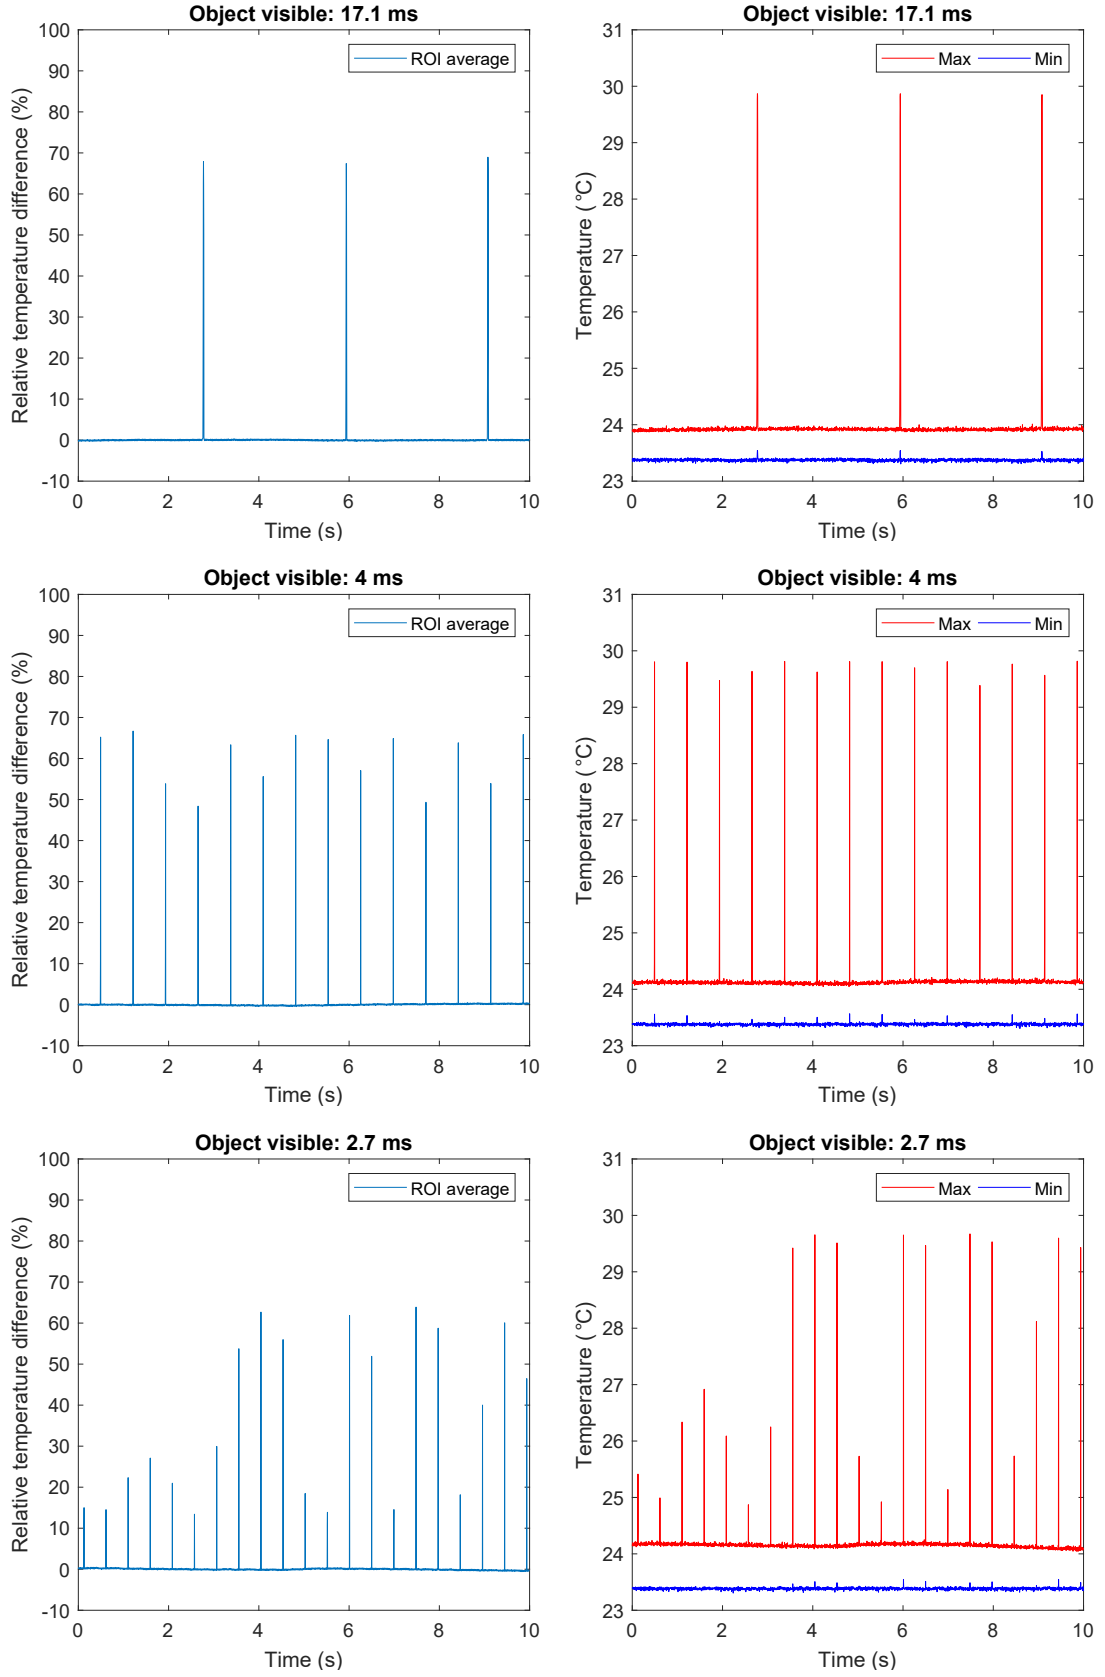 Object visible: 17.1 ms
100
90
80
70
60
50
40
30
20
10
0
-10
0 2 4 6 8 10
Relative temperature difference (%)
Time (s)
ROI average
Object visible: 17.1 ms
31
30
29
28
27
26
25
24
23
0 2 4 6 8 10
Temperature (°C)
Time (s)
Max Min
Object visible: 4 ms
100
90
80
70
60
50
40
30
20
10
0
-10
0 2 4 6 8 10
Relative temperature difference (%)
Time (s)
ROI average
Object visible: 4 ms
31
30
29
28
27
26
25
24
23
0 2 4 6 8 10
Temperature (°C)
Time (s)
Max Min
Object visible: 2.7 ms
100
90
80
70
60
50
40
30
20
10
0
-10
0 2 4 6 8 10
Relative temperature difference (%)
Time (s)
ROI average
Object visible: 2.7 ms
31
30
29
28
27
26
25
24
23
0 2 4 6 8 10
Temperature (°C)
Time (s)
Max Min